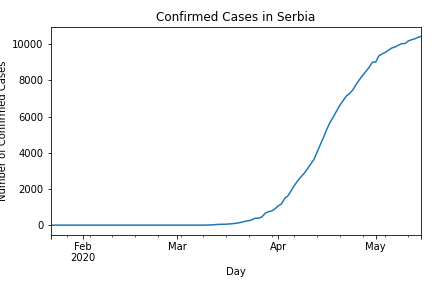 Confirmed Cases in Serbia
Number of Confirmed Cases
10000
8000
6000
4000
2000
0
Feb
2020
Mar
Apr
May
Day